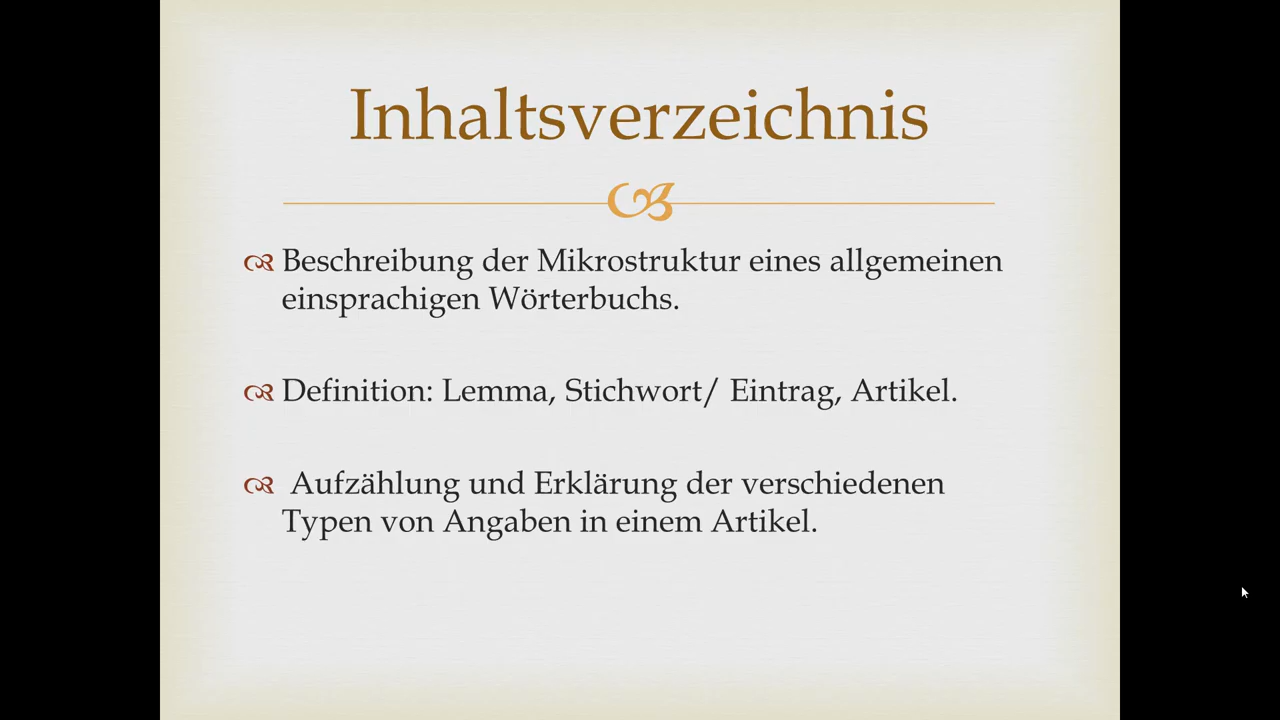 Inhaltsverzeichnis
Beschreibung der Mikrostruktur eines allgemeinen
einsprachigen Wörterbuchs.
Definition: Lemma, Stichwort/ Eintrag, Artikel.
Aufzählung und Erklärung der verschiedenen
Typen von Angaben in einem Artikel.